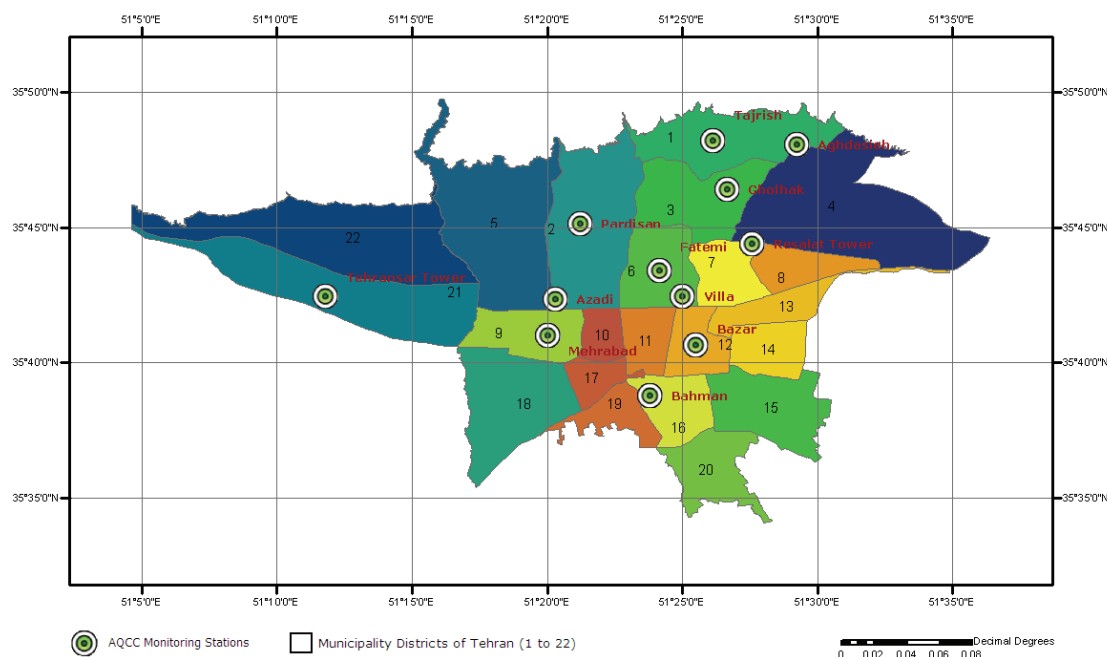 51°5'0"E 51°10'0"E 51°15'0"E 51°20'0"E 51°25'0"E 51°30'0"E 51°35'0"E
35°50'0"N 35°50'0"N
Tajrish
1
Aghdasieh
Gholhak
3 4
5 2 Pardisan
35°45'0"N 35°45'0"N
22
Fatemi Resalat Tower
6 7 8
Tehransar Tower
21
Azadi Villa
13
9 10 11 Bazar
12
Mehrabad 14
35°40'0"N 35°40'0"N
17
Bahman
18 19 15
16
20
35°35'0"N 35°35'0"N
51°5'0"E 51°10'0"E 51°15'0"E 51°20'0"E 51°25'0"E 51°30'0"E 51°35'0"E
AQCC Monitoring Stations Municipality Districts of Tehran (1 to 22) Decimal Degrees
0 0.02 0.04 0.06 0.08